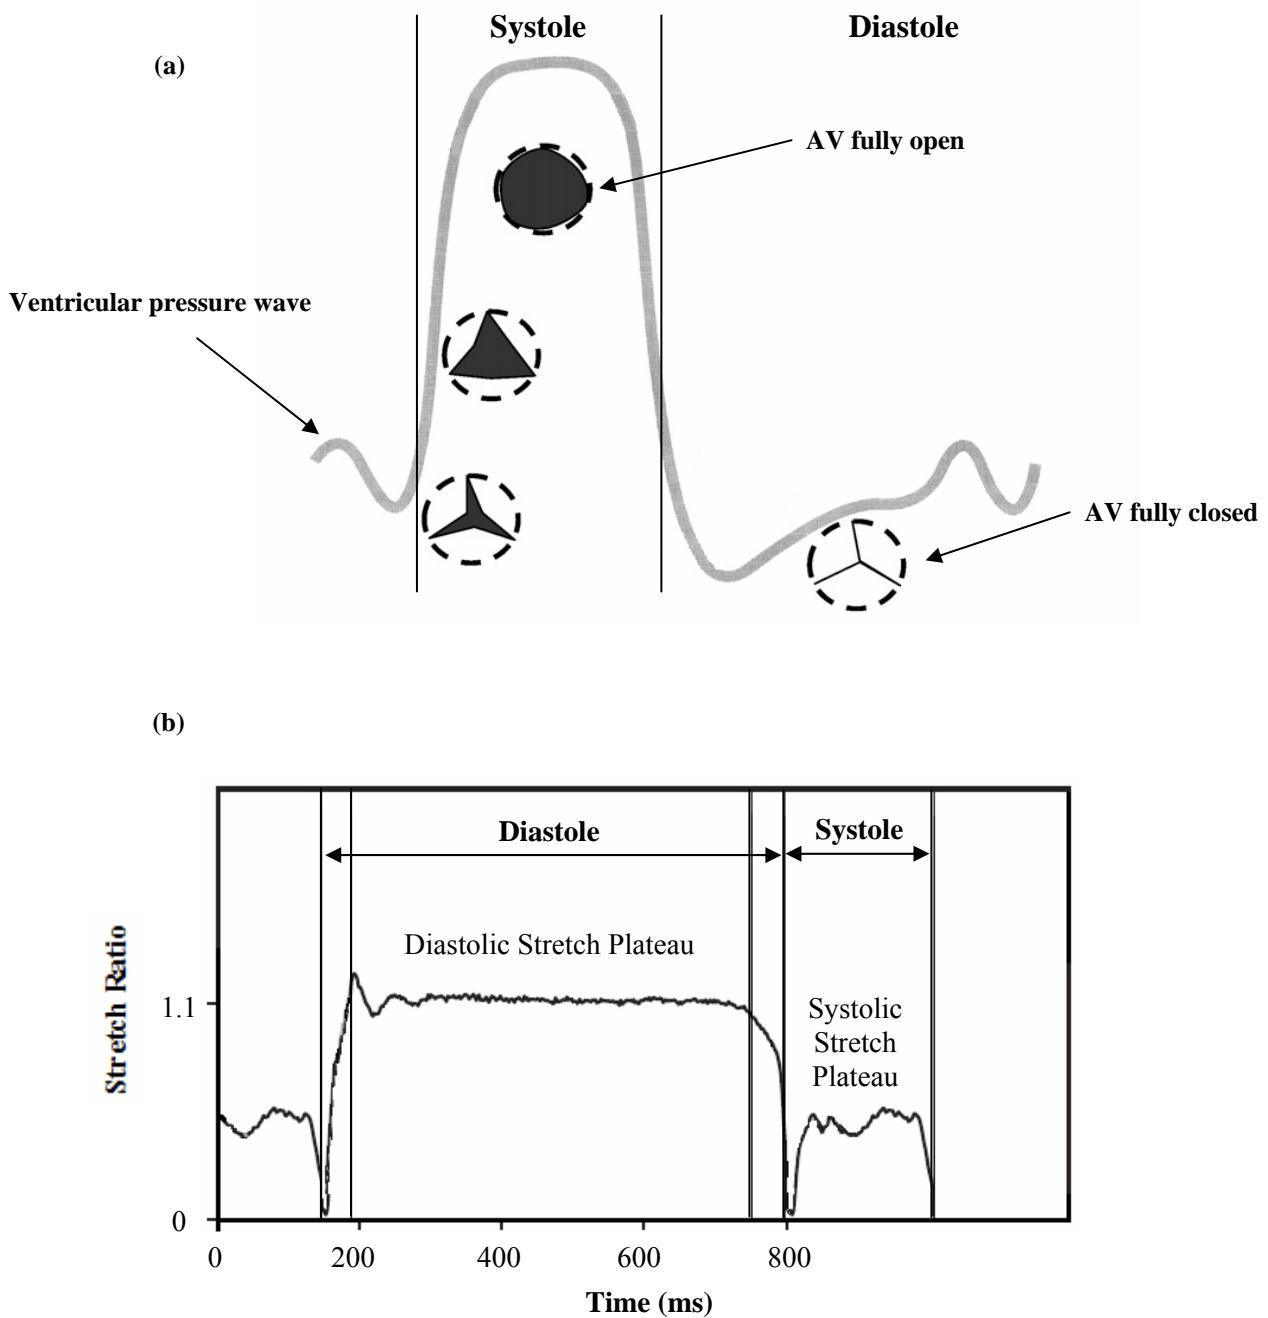 Systole
Diastole
(a)
AV fully open
Ventricular pressure wave
AV fully closed
(b)
Diastole
Systole
Diastolic Stretch Plateau
Systolic
Stretch
Plateau
Stretch Ratio
1.1
0
0 200 400 600 800
Time (ms)